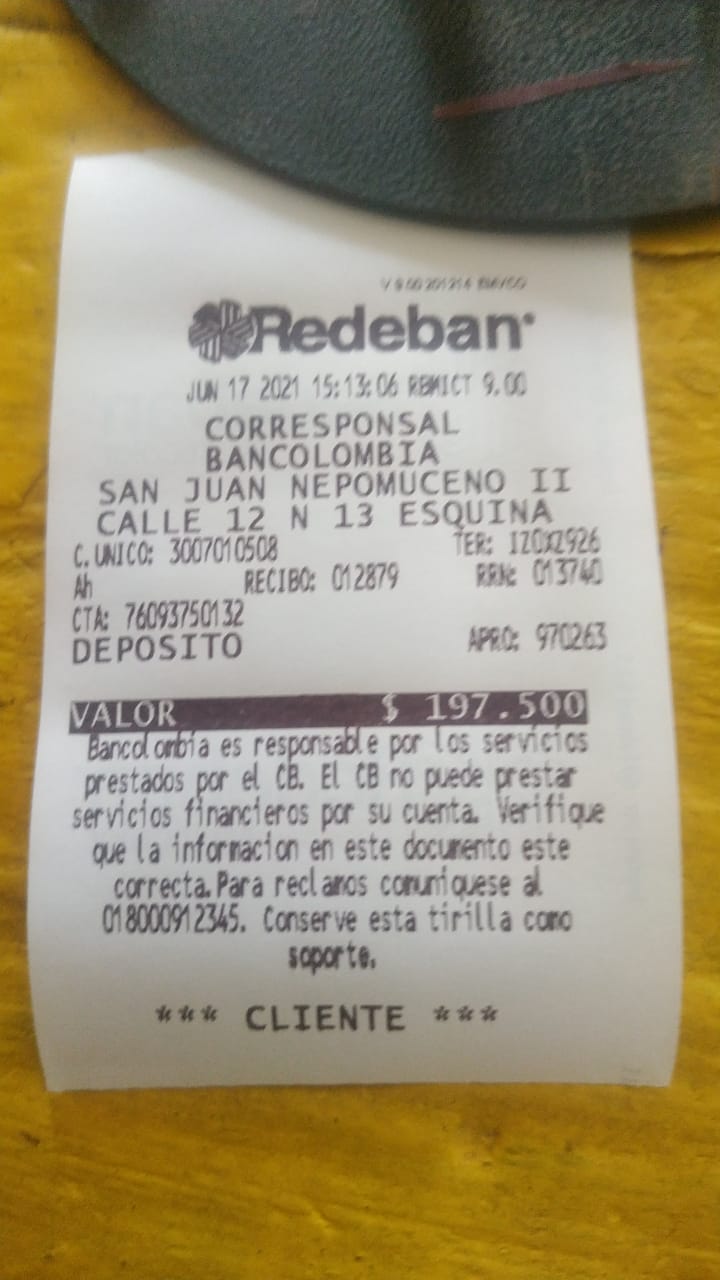 Redeban
JUN 17 2021 15:13:06 RBMICT 9.00
CORRESPONSAL
BANCOLOMBIA
SAN JUAN NEPOMUCENO II
CALLE 12 N 13 ESQUINA
C. UNICO: 3007010508 TER:
Ah RECIBO: 012879 RRN: 013740
CTA: 76093750132
DEPOSITO APRO: 970263
VALOR $ 197.500
Bancolombia es responsable por los servicios
prestados por el CB. El CB no puede prestar
servicios financieros por su cuenta. Verifique
que la informacion en este documento este
correcta. Para reclamos comuniquese al
018000912345. Conserve esta tirilla como
soporte.
*** CLIENTE ***